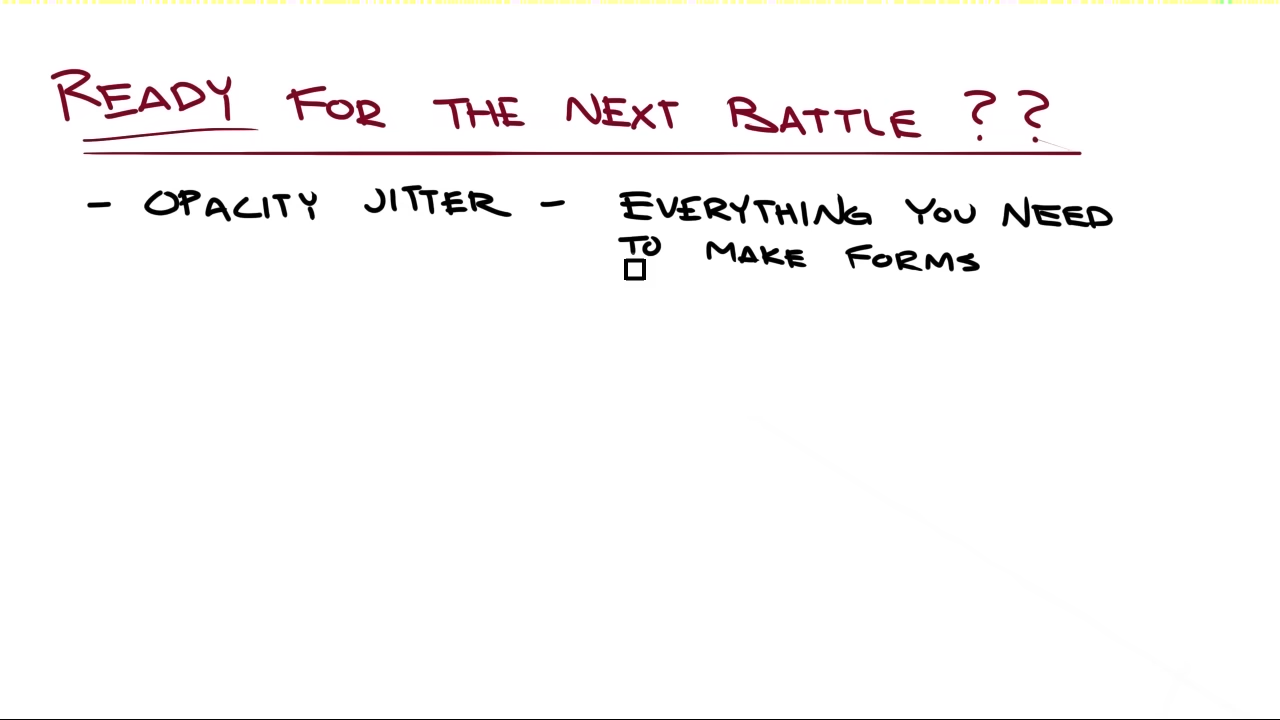 READY FOR THE NEXT BATTLE ??
- OPACITY JITTER - EVERYTHING YOU NEED
TO MAKE FORMS